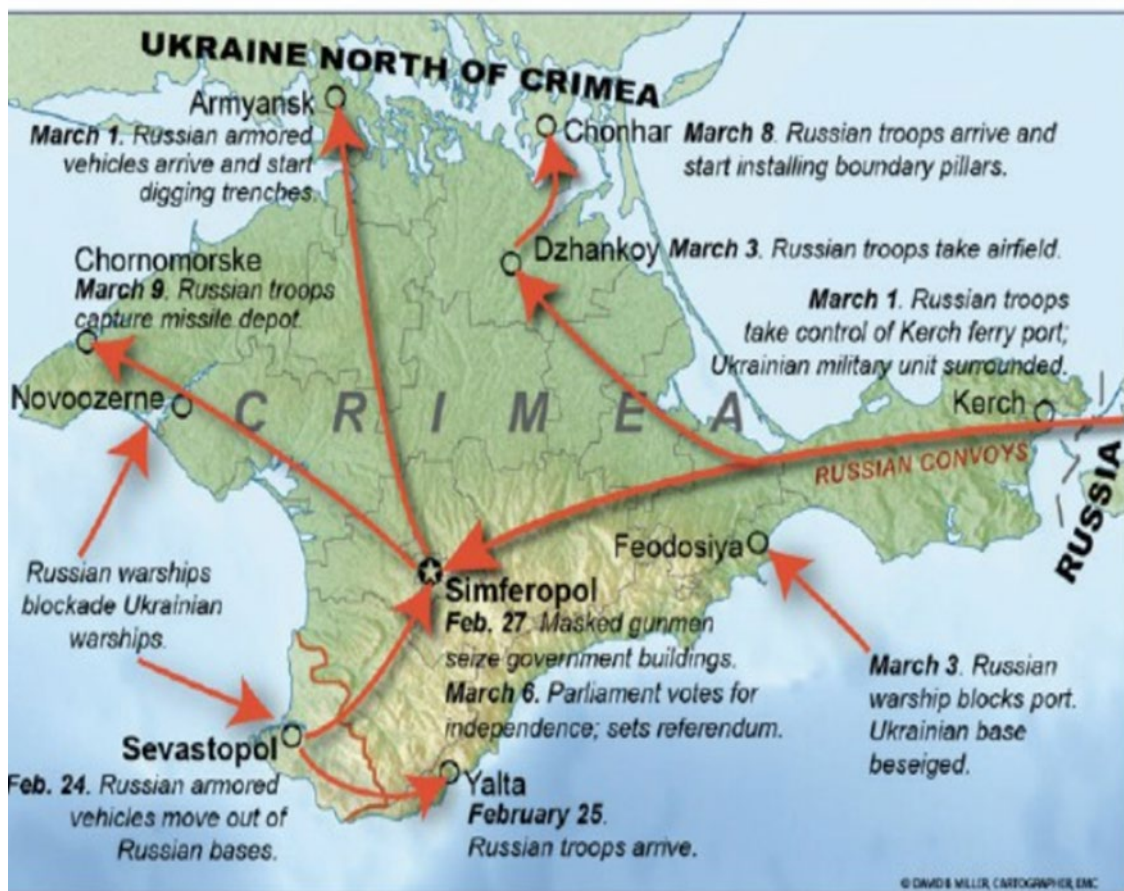 UKRAINE NORTH OF CRIMEA
Armyansk
March 1. Russian armored
vehicles arrive and start
digging trenches.
Chonhar
March 8. Russian troops arrive and
start installing boundary pillars.
Dzhankoy
March 3. Russian troops take airfield.
Chornomorske
March 9. Russian troops
capture missile depot.
March 1. Russian troops
take control of Kerch ferry port;
Ukrainian military unit surrounded.
Novoozerne
CRIMEA
Kerch
RUSSIAN CONVOYS
RUSSIA
Feodosiya
Russian warships
blockade Ukrainian
warships.
Simferopol
Feb. 27. Masked gunmen
seize government buildings.
March 6. Parliament votes for
independence; sets referendum.
March 3. Russian
warship blocks port.
Ukrainian base
beseiged.
Sevastopol
Feb. 24. Russian armored
vehicles move out of
Russian bases.
Yalta
February 25.
Russian troops arrive.
© DAVID B MILLER, CARTOGRAPHER, EMC